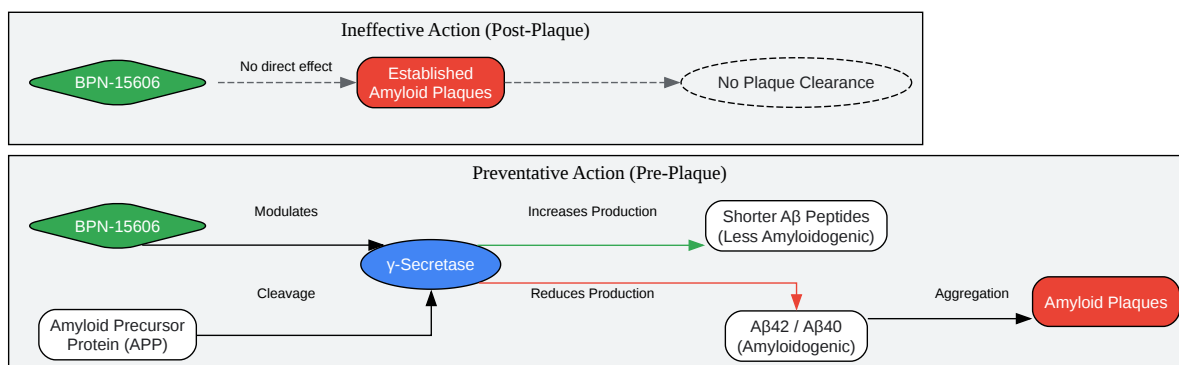 Ineffective Action (Post-Plaque)
BPN-15606
No direct effect
Established
Amyloid Plaques
No Plaque Clearance
Preventative Action (Pre-Plaque)
BPN-15606
Modulates
Increases Production
Shorter Aβ Peptides
(Less Amyloidogenic)
γ-Secretase
Cleavage
Reduces Production
Aggregation
Amyloid Plaques
Amyloid Precursor
Protein (APP)
Aβ42 / Aβ40
(Amyloidogenic)